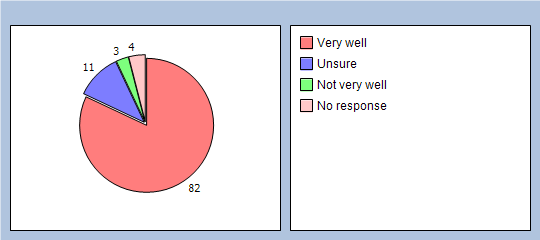 3
4
11
82
Very well
Unsure
Not very well
No response